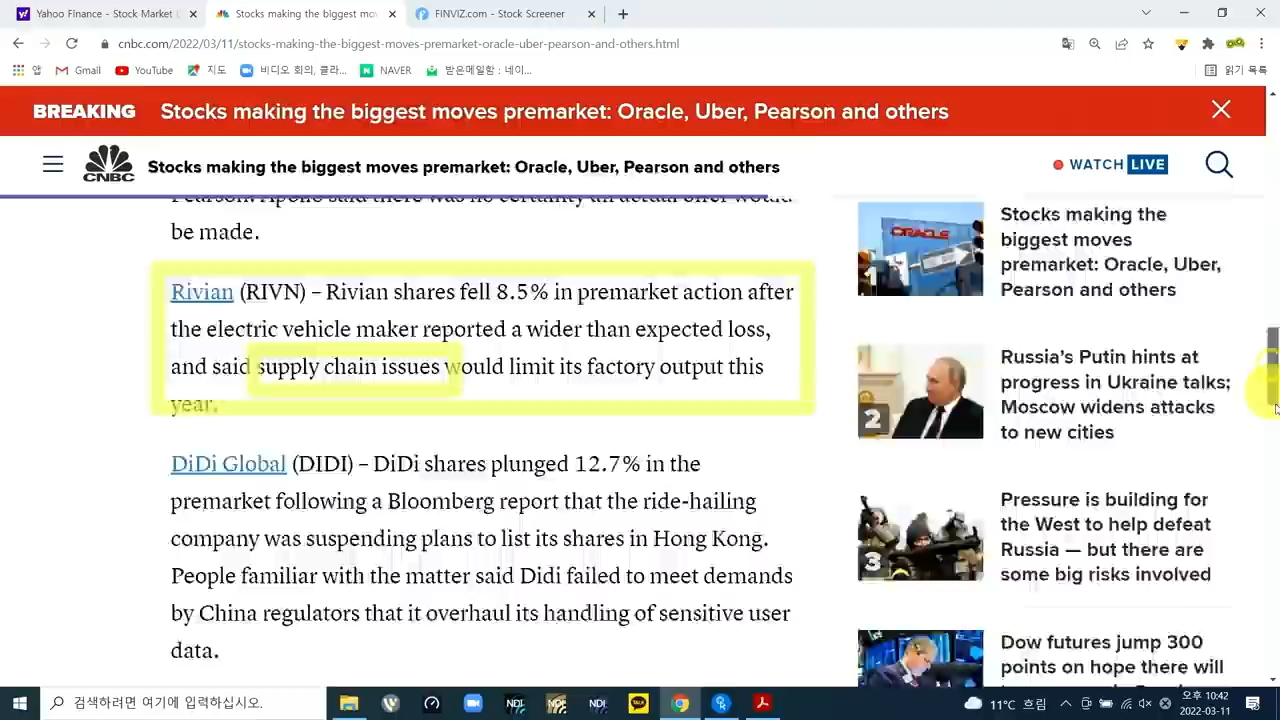 Yahoo Finance - Stock Market
Stocks making the biggest mo
FINVIZ.com - Stock Screener
cnbc.com/2022/03/11/stocks-making-the-biggest-moves-premarket-oracle-uber-pearson-and-others.html
앱
Gmail
YouTube
지도
비디오 회의, 클라...
NAVER
받은메일함 : 네이...
읽기 목록
BREAKING
Stocks making the biggest moves premarket: Oracle, Uber, Pearson and others
CNBC
Stocks making the biggest moves premarket: Oracle, Uber, Pearson and others
WATCH LIVE
Pearson. Apollo said there was no certainty an actual offer would
be made.
Rivian (RIVN) – Rivian shares fell 8.5% in premarket action after
the electric vehicle maker reported a wider than expected loss,
and said supply chain issues would limit its factory output this
year.
DiDi Global (DIDI) – DiDi shares plunged 12.7% in the
premarket following a Bloomberg report that the ride-hailing
company was suspending plans to list its shares in Hong Kong.
People familiar with the matter said Didi failed to meet demands
by China regulators that it overhaul its handling of sensitive user
data.
ORACLE
1
Stocks making the
biggest moves
premarket: Oracle, Uber,
Pearson and others
2
Russia's Putin hints at
progress in Ukraine talks;
Moscow widens attacks
to new cities
3
Pressure is building for
the West to help defeat
Russia — but there are
some big risks involved
Dow futures jump 300
points on hope there will
검색하려면 여기에 입력하십시오.
TALK
11°C 흐림
오후 10:42
2022-03-11